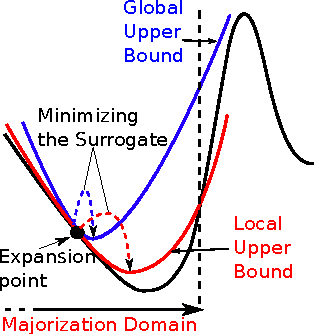 Global
Upper
Bound
Minimizing
the Surrogate
Expansion
point
Local
Upper
Bound
Majorization Domain